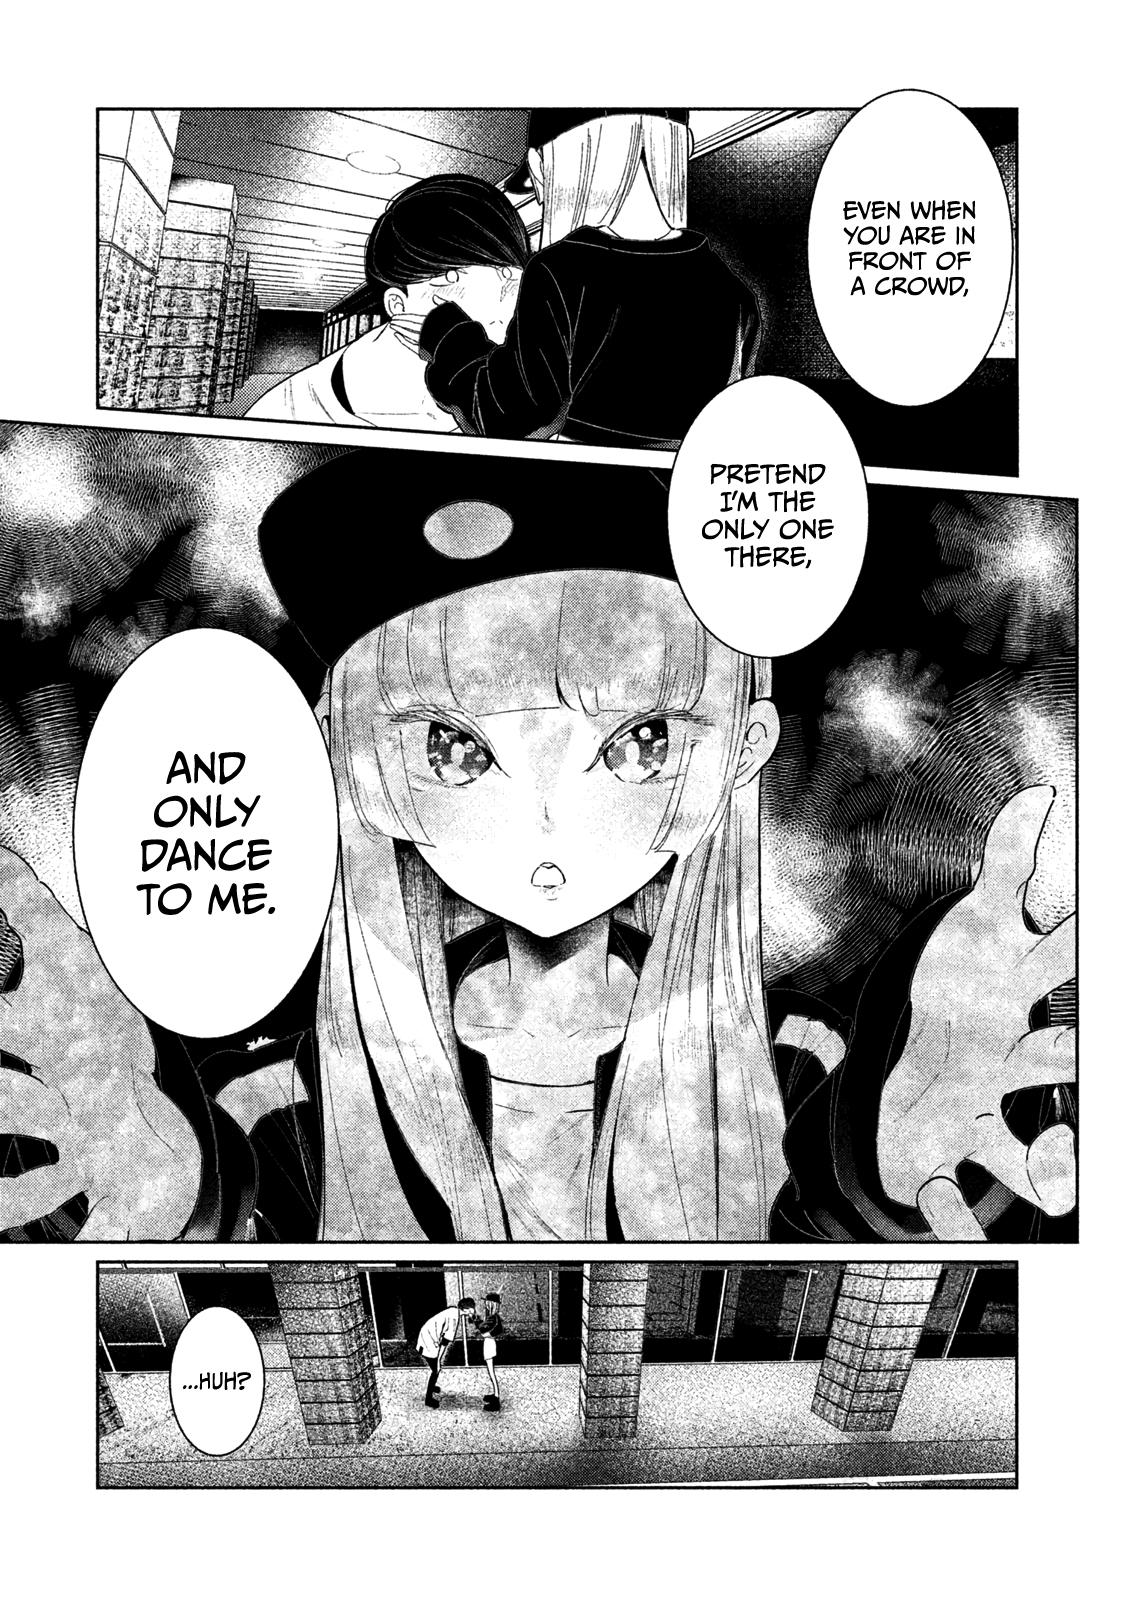 EVEN WHEN
YOU ARE IN
FRONT OF
A CROWD,
PRETEND
I'M THE
ONLY ONE
THERE,
AND
ONLY
DANCE
TO ME.
...HUH?